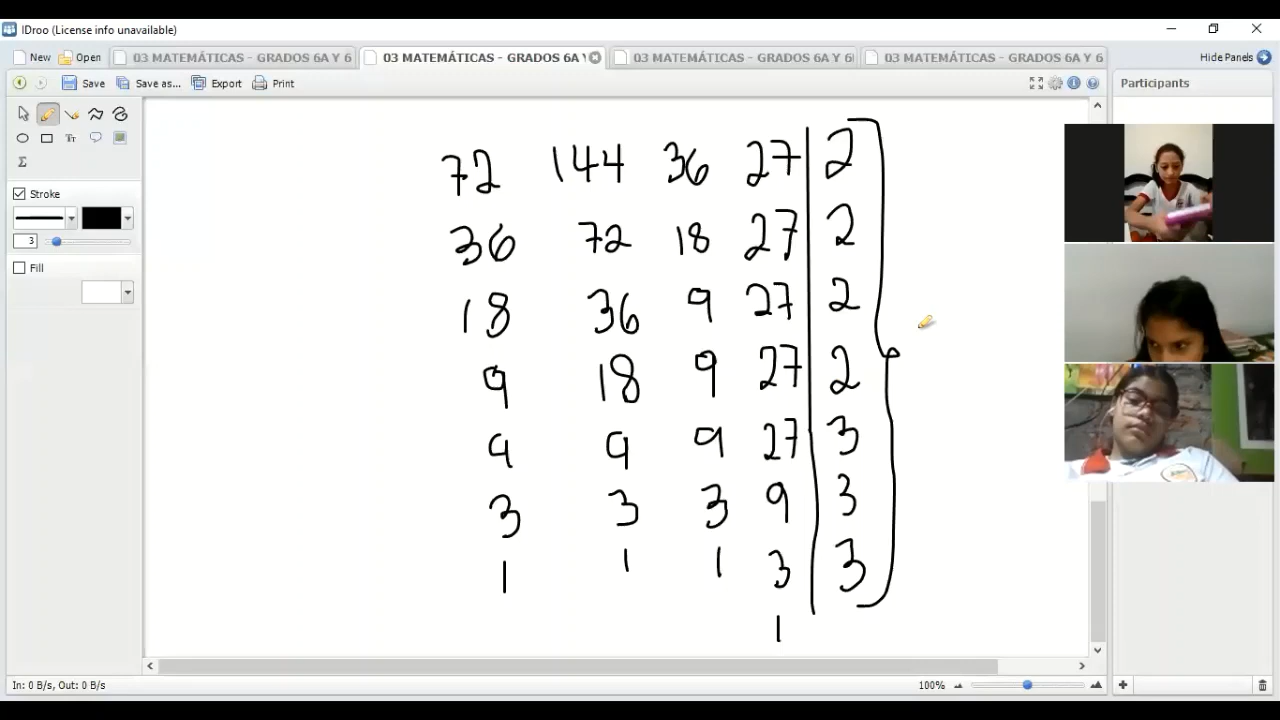 IDroo (License info unavailable)
New Open 03 MATEMÁTICAS - GRADOS 6A Y 6 03 MATEMÁTICAS - GRADOS 6A Y 03 MATEMÁTICAS - GRADOS 6A Y 6 03 MATEMÁTICAS - GRADOS 6A Y 6 Hide Panels
Save Save as... Export Print Participants
Tt
Σ
Stroke
3
Fill
72 144 36 27 2
36 72 18 27 2
18 36 9 27 2
9 18 9 27 2
9 9 9 27 3
3 3 3 9 3
1 1 1 3 3
1
In: 0 B/s, Out: 0 B/s 100%